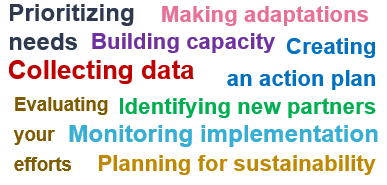 Prioritizing Making adaptations
needs Building capacity Creating
Collecting data an action plan
Evaluating Identifying new partners
your Monitoring implementation
efforts Planning for sustainability